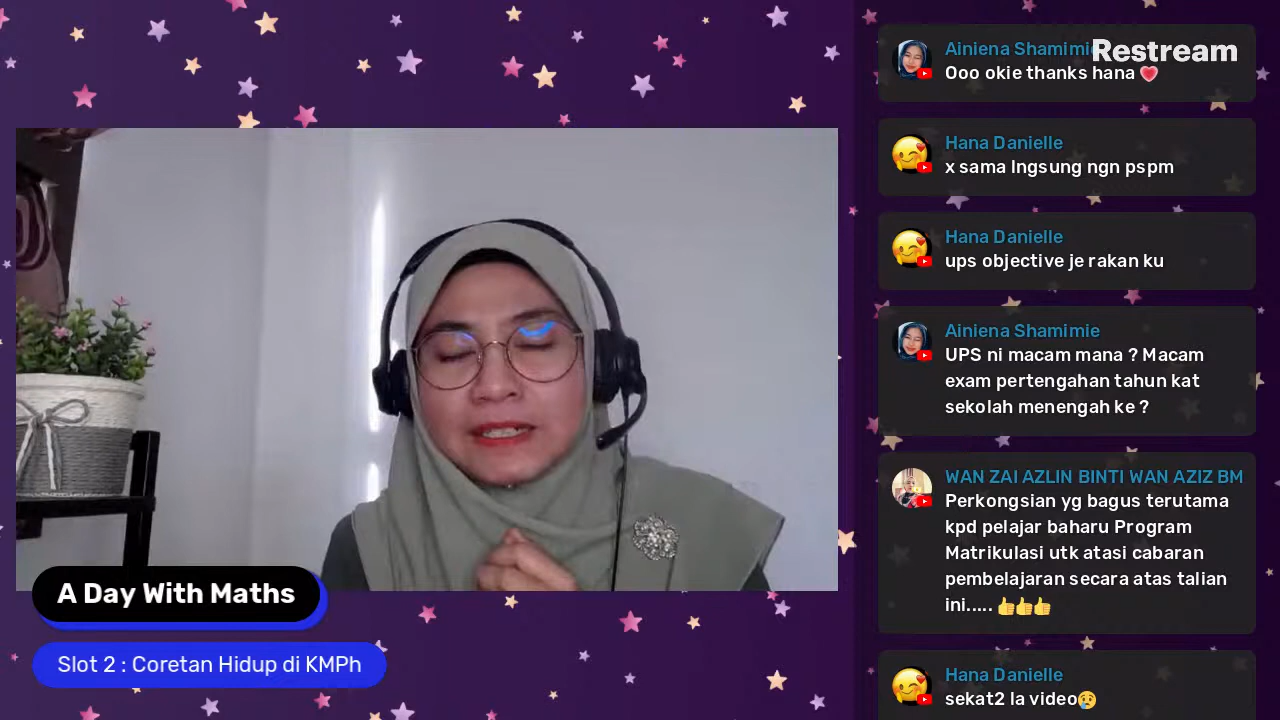 A Day With Maths
Slot 2 : Coretan Hidup di KMPh
Restream
Ainiena Shamimie
Ooo okie thanks hana
Hana Danielle
x sama lngsung ngn pspm
Hana Danielle
ups objective je rakan ku
Ainiena Shamimie
UPS ni macam mana ? Macam
exam pertengahan tahun kat
sekolah menengah ke ?
WAN ZAI AZLIN BINTI WAN AZIZ BM
Perkongsian yg bagus terutama
kpd pelajar baharu Program
Matrikulasi utk atasi cabaran
pembelajaran secara atas talian
ini..... 👍👍👍
Hana Danielle
sekat2 la video😢